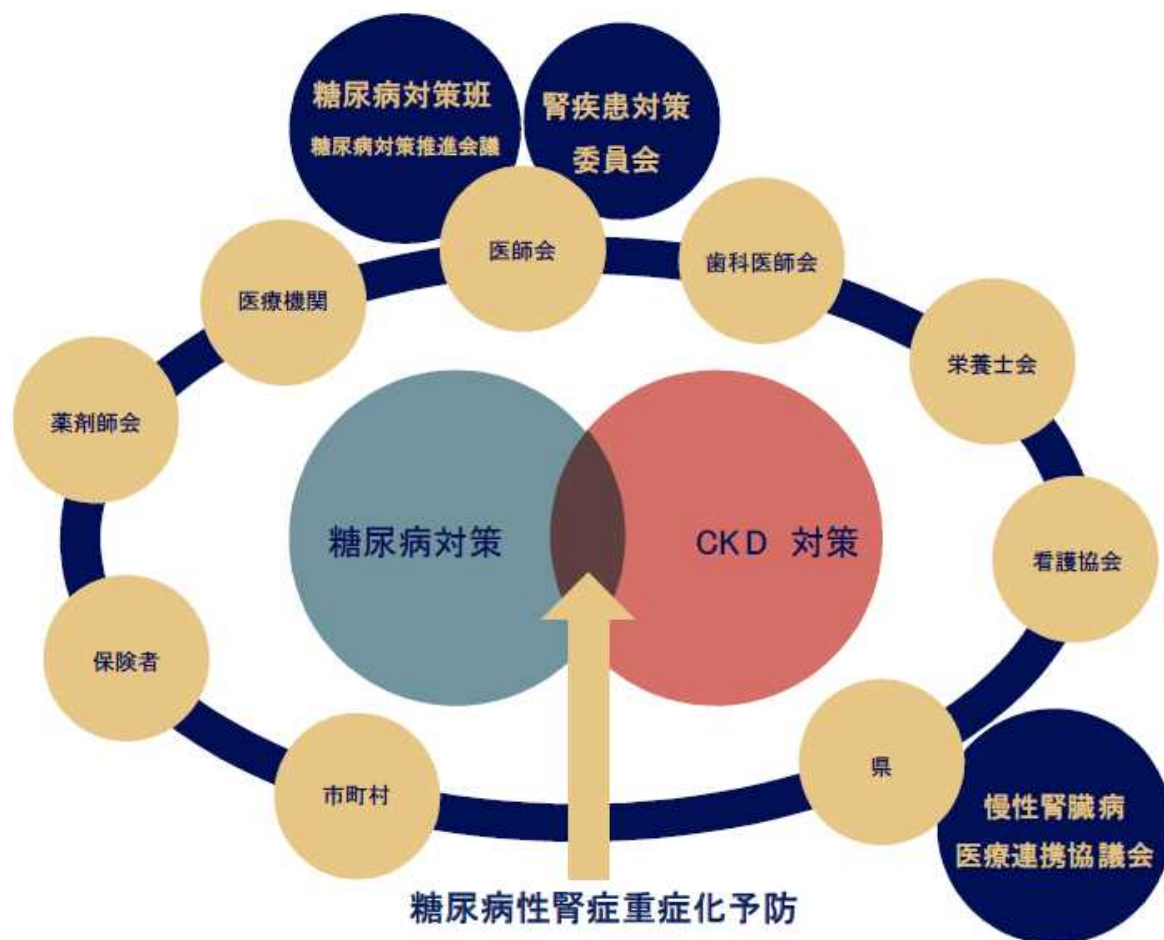 糖尿病対策班
糖尿病対策推進会議
腎疾患対策
委員会
医師会
歯科医師会
医療機関
栄養士会
薬剤師会
糖尿病対策
CKD 対策
看護協会
保険者
県
市町村
慢性腎臓病
医療連携協議会
糖尿病性腎症重症化予防